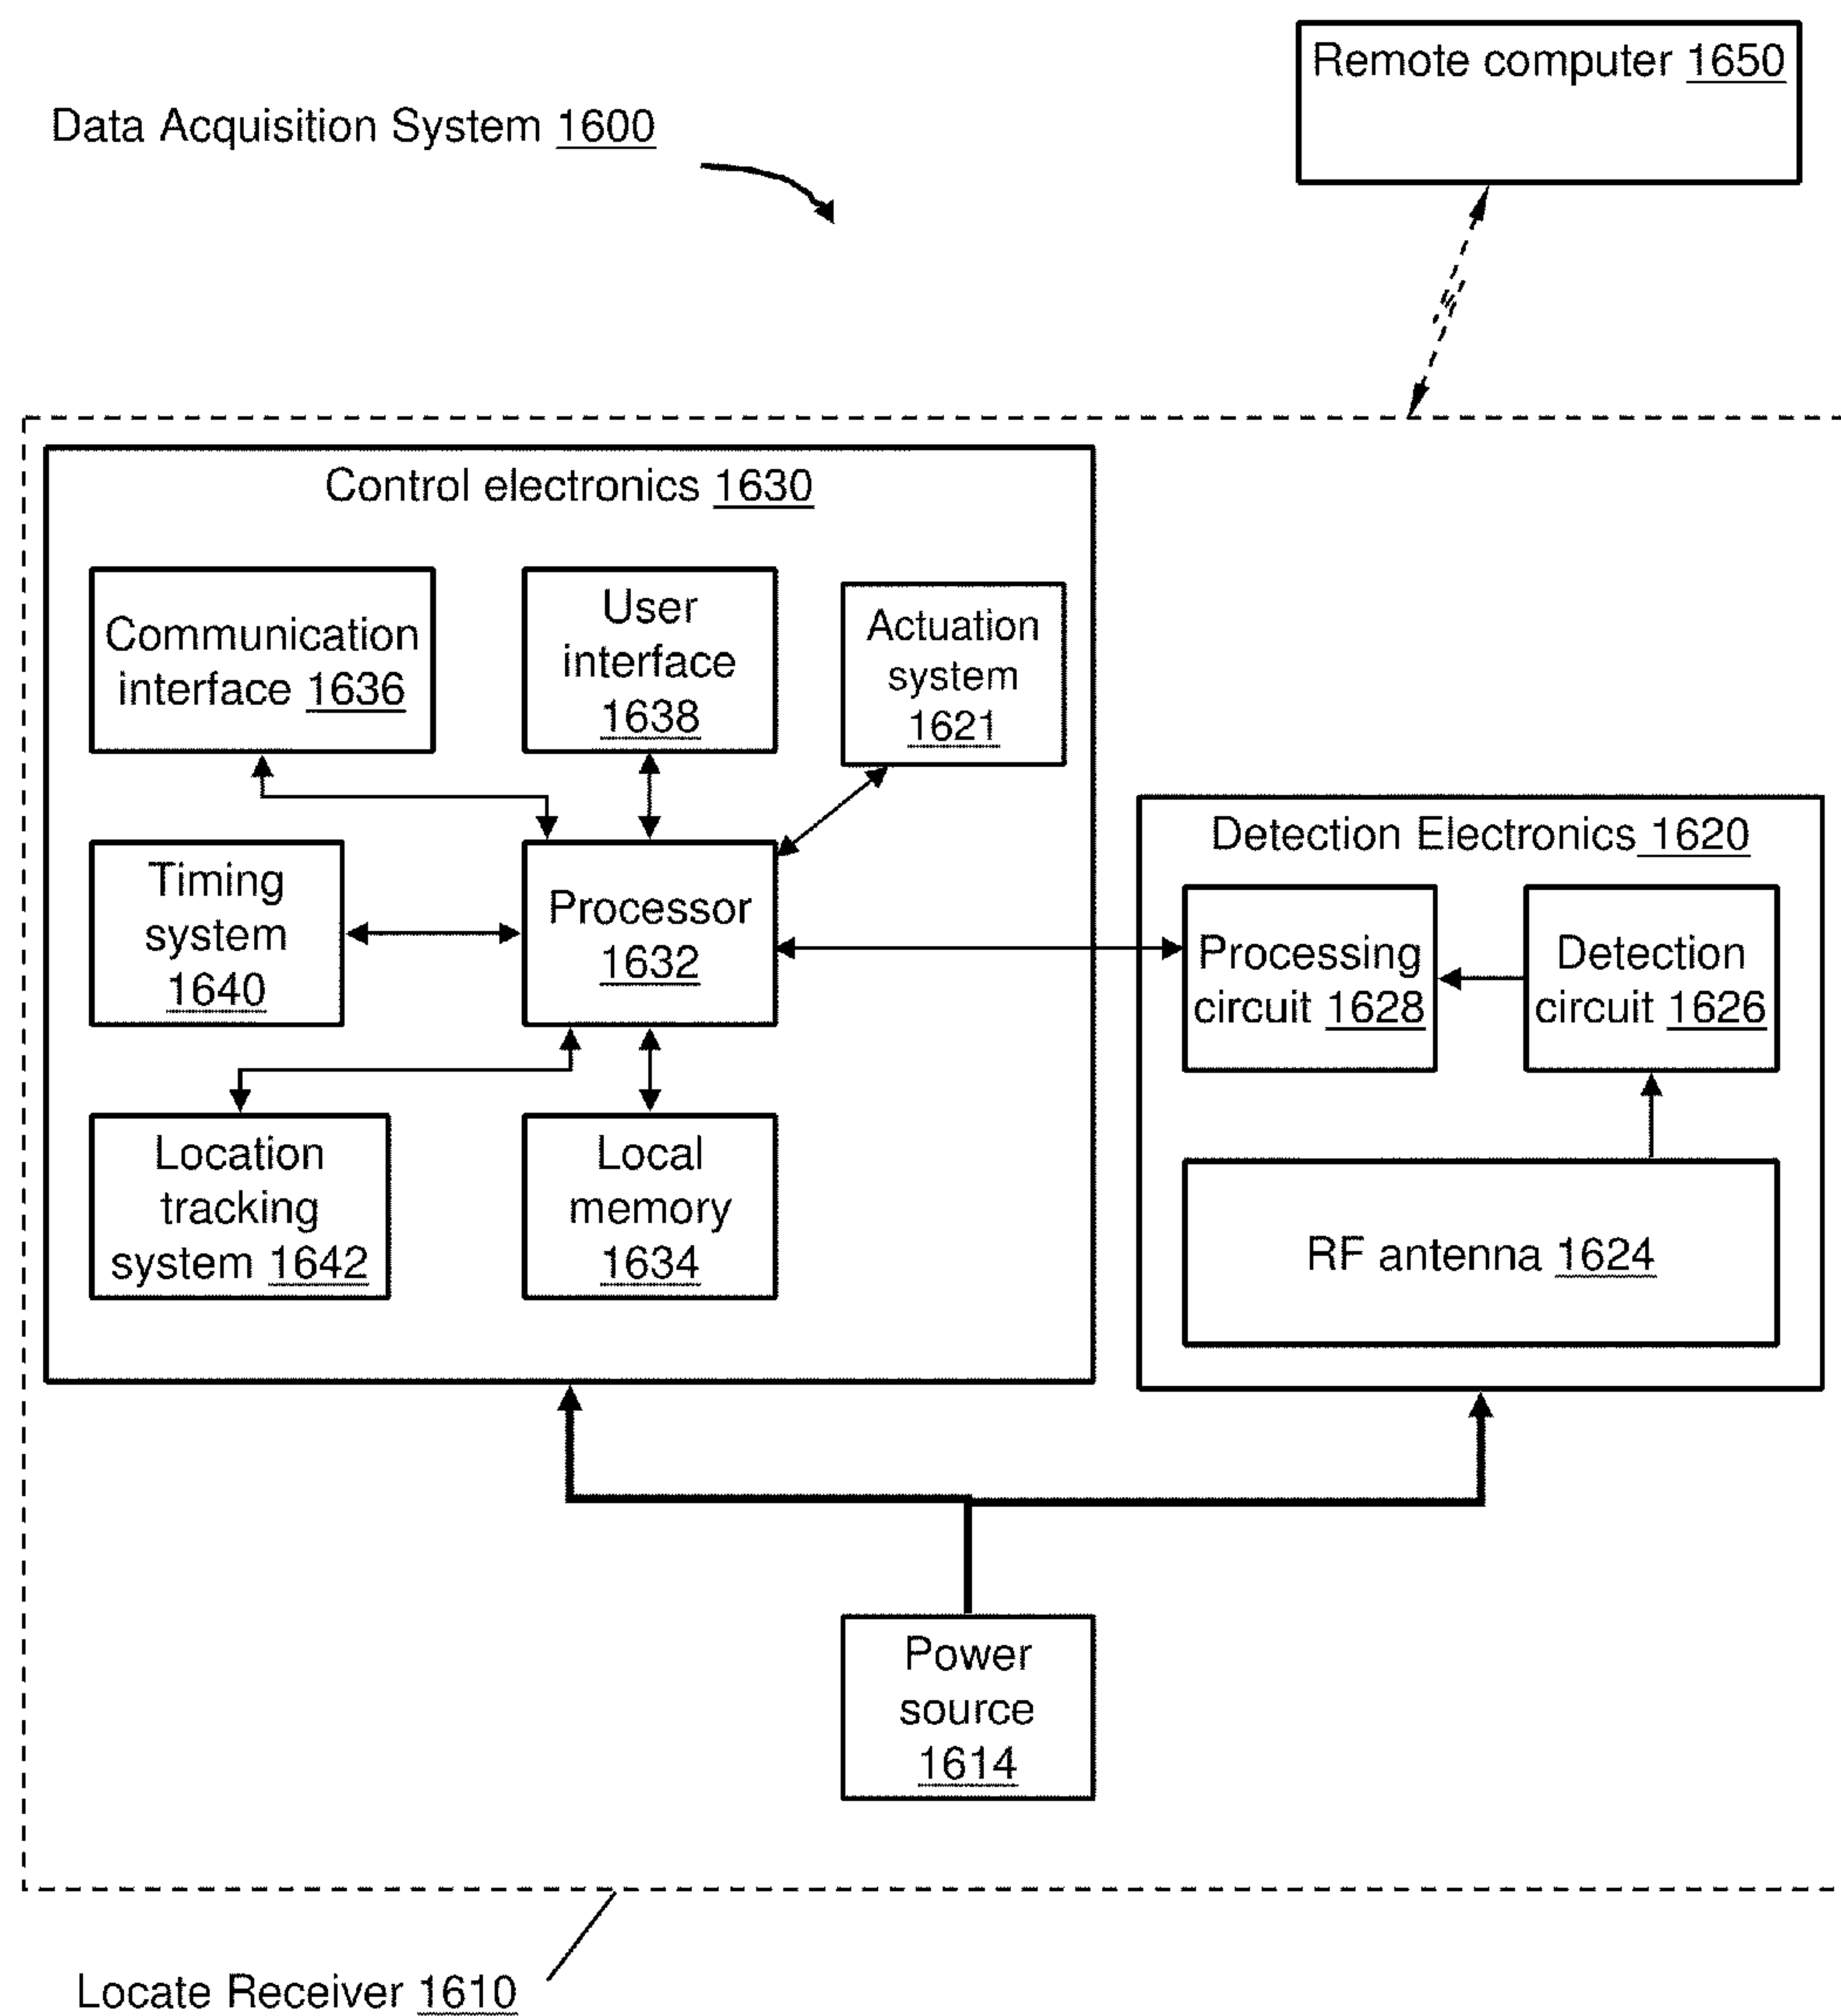 Remote computer 1650
Data Acquisition System 1600
Control electronics 1630
Communication
interface 1636
User
interface
1638
Actuation
system
1621
Timing
system
1640
Processor
1632
Location
tracking
system 1642
Local
memory
1634
Detection Electronics 1620
Processing
circuit 1628
Detection
circuit 1626
RF antenna 1624
Power
source
1614
Locate Receiver 1610